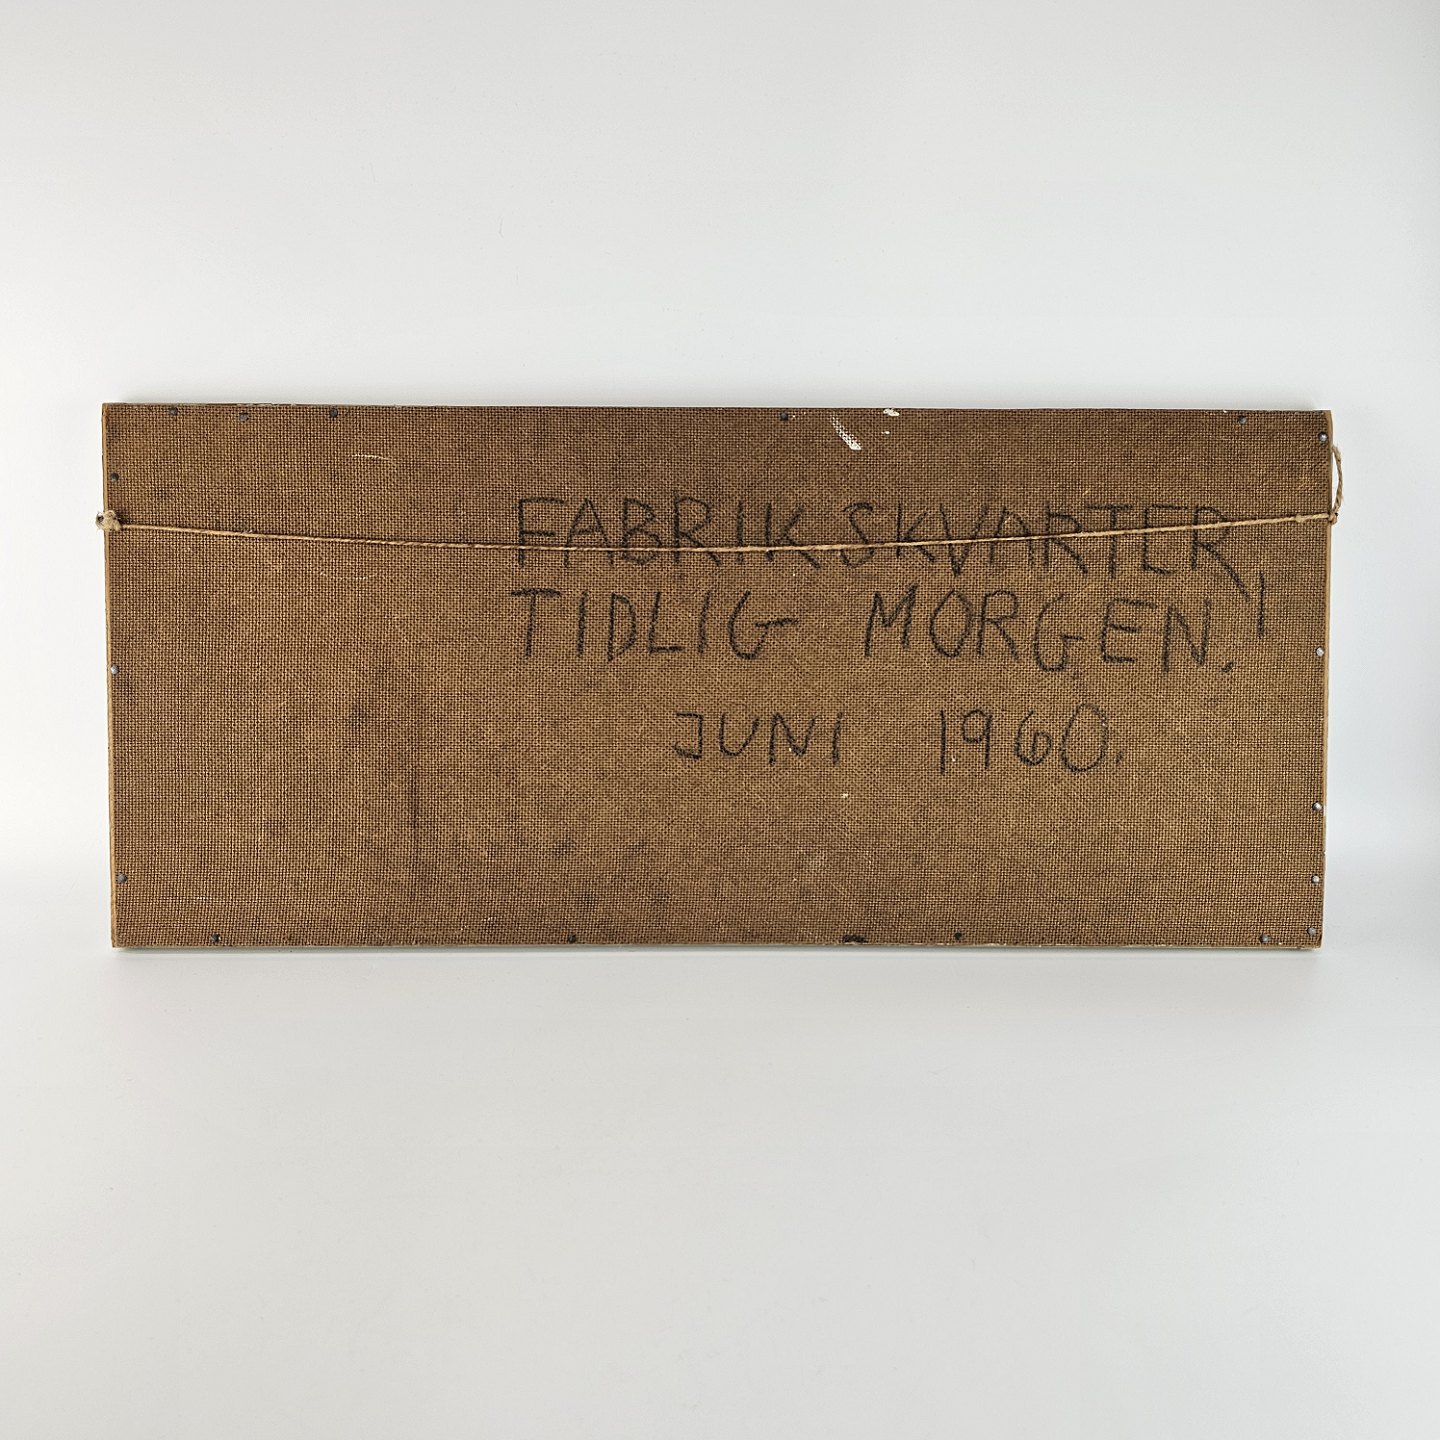 FABRIKSKVARTER,
TIDLIG MORGEN.!
JUNI 1960.